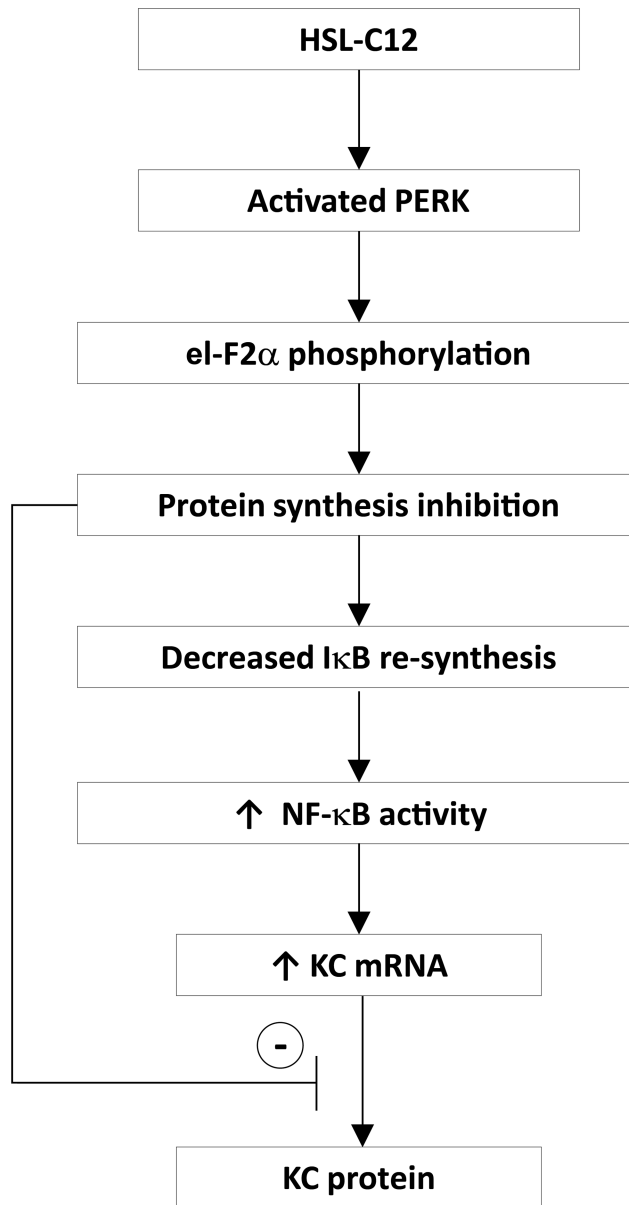 HSL-C12
Activated PERK
el-F2α phosphorylation
Protein synthesis inhibition
Decreased IκB re-synthesis
↑ NF-κB activity
↑ KC mRNA
-
KC protein